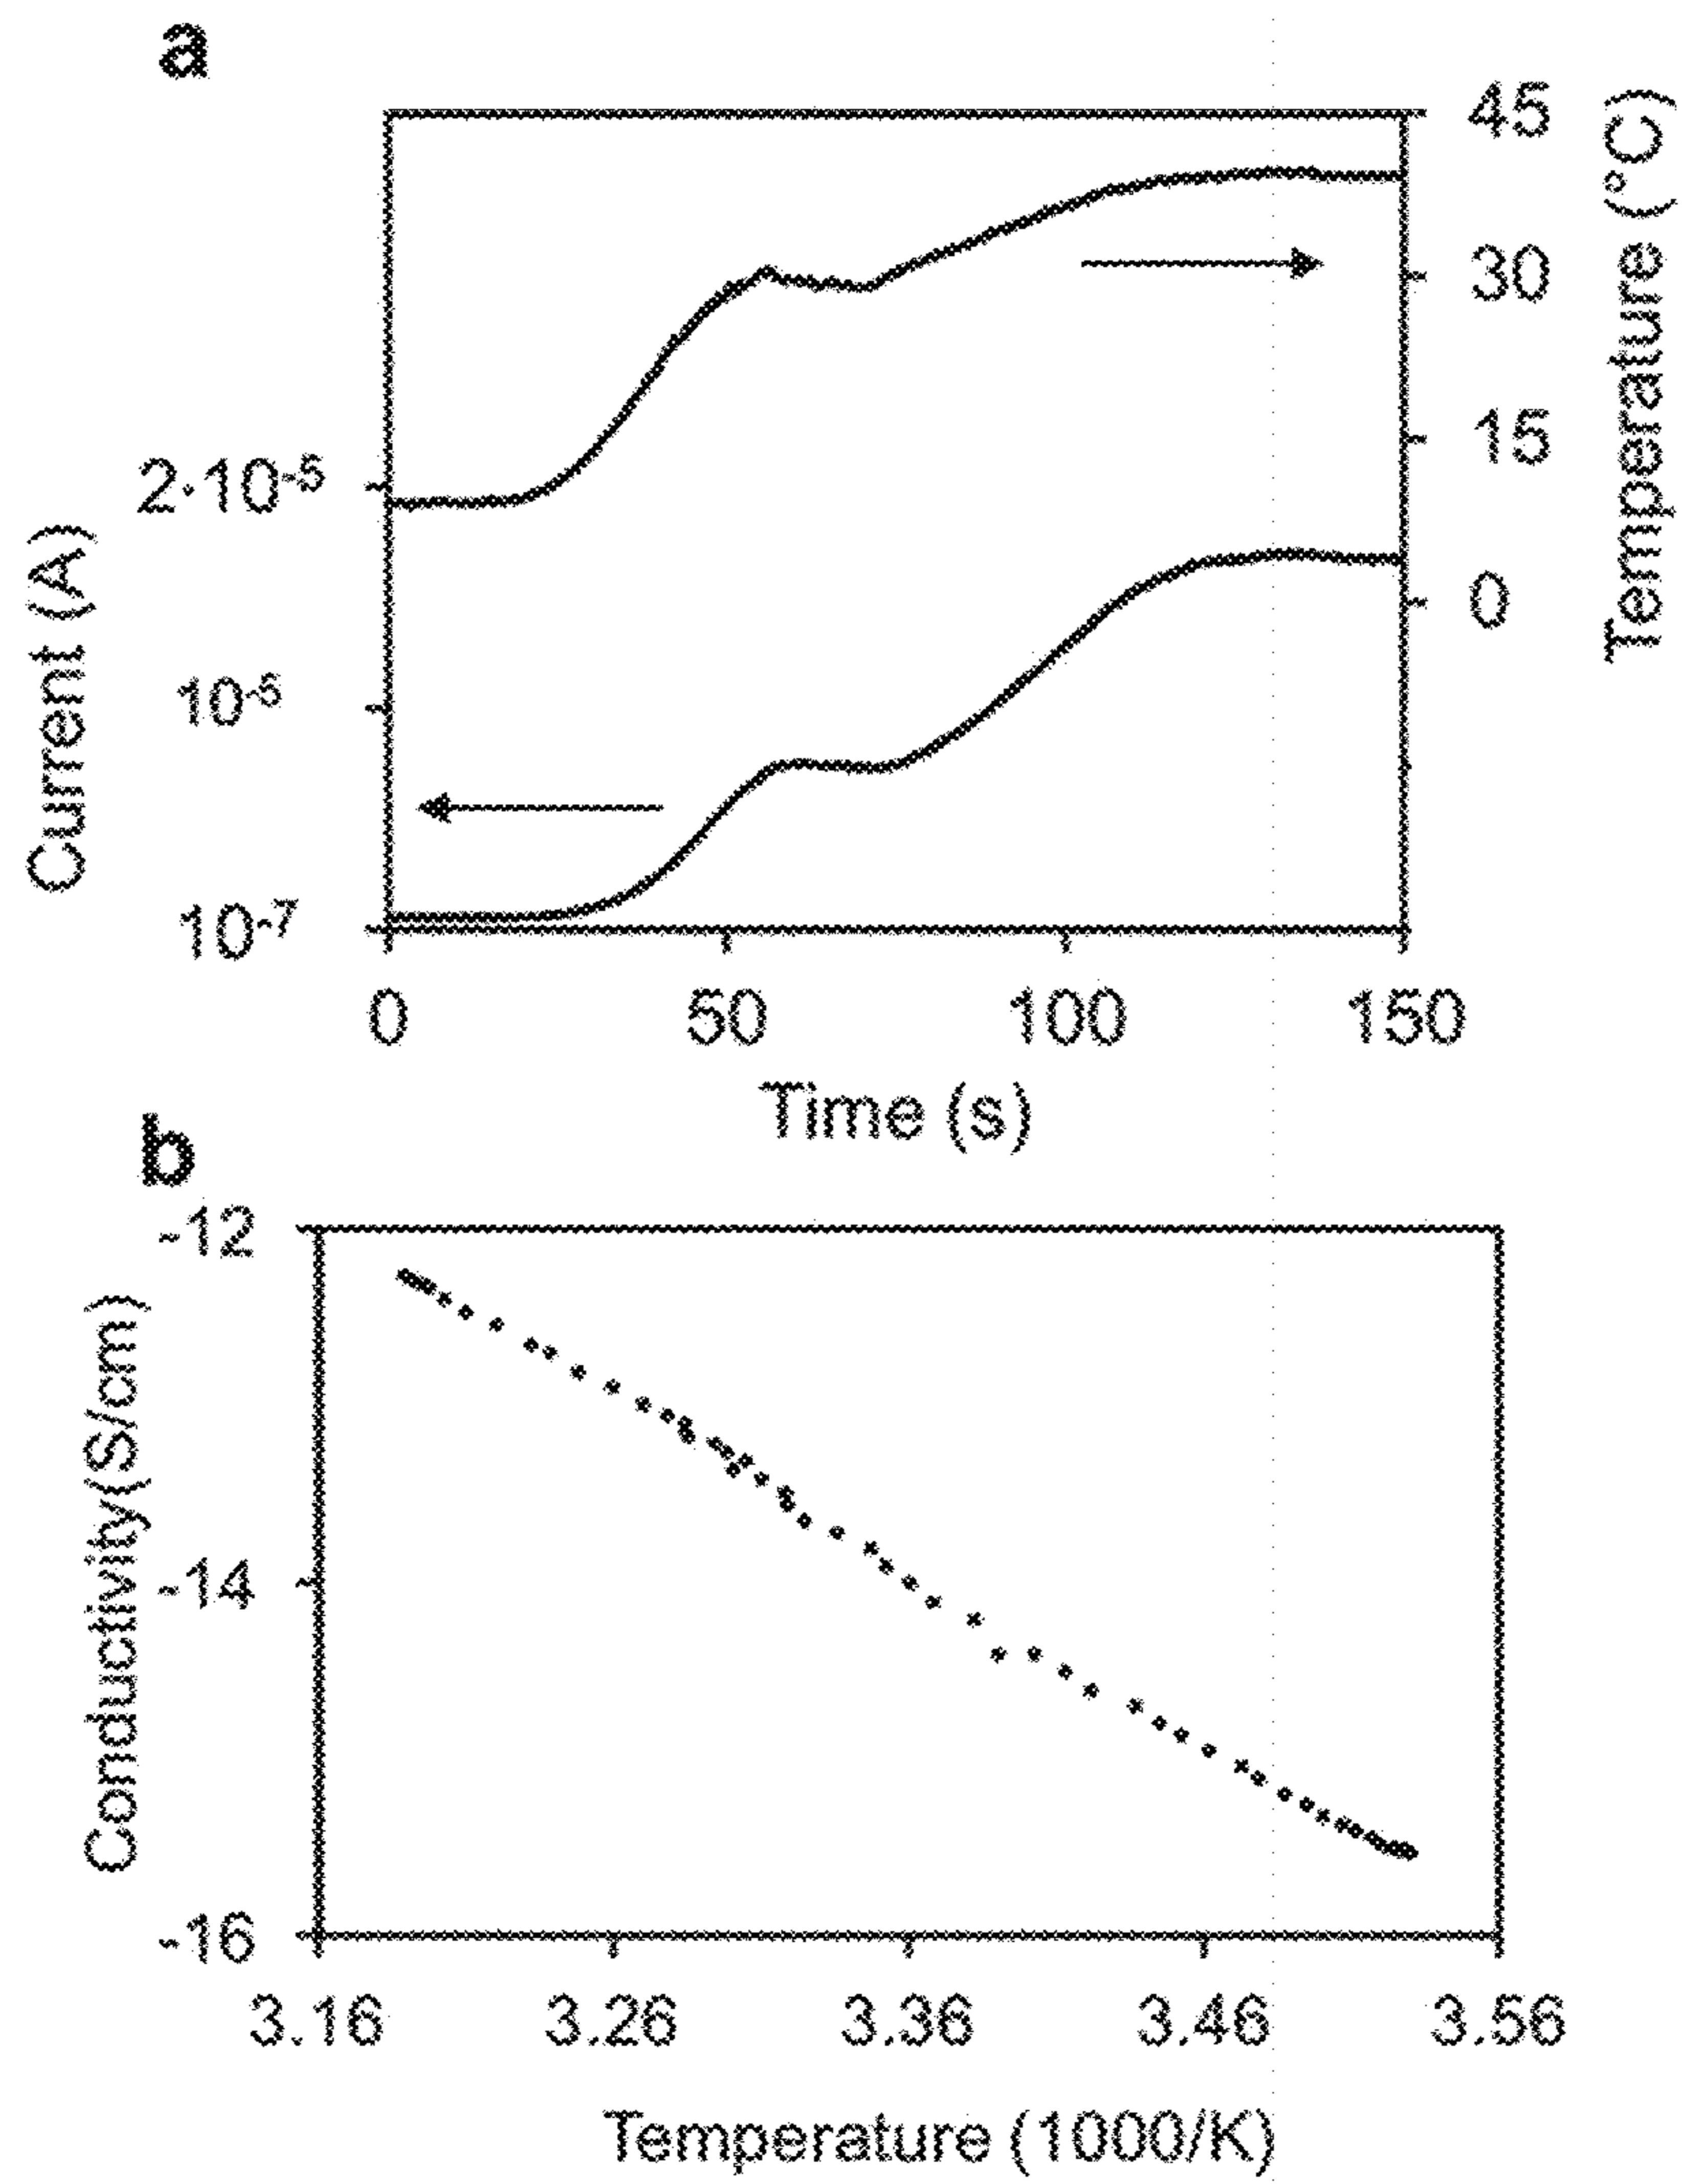 a
45
30
15
0
Temperature (°C)
2·10-5
10-5
10-7
Current (A)
0 50 100 150
Time (s)
b
-12
-14
-16
Conductivity(S/cm)
3.16 3.26 3.36 3.46 3.56
Temperature (1000/K)